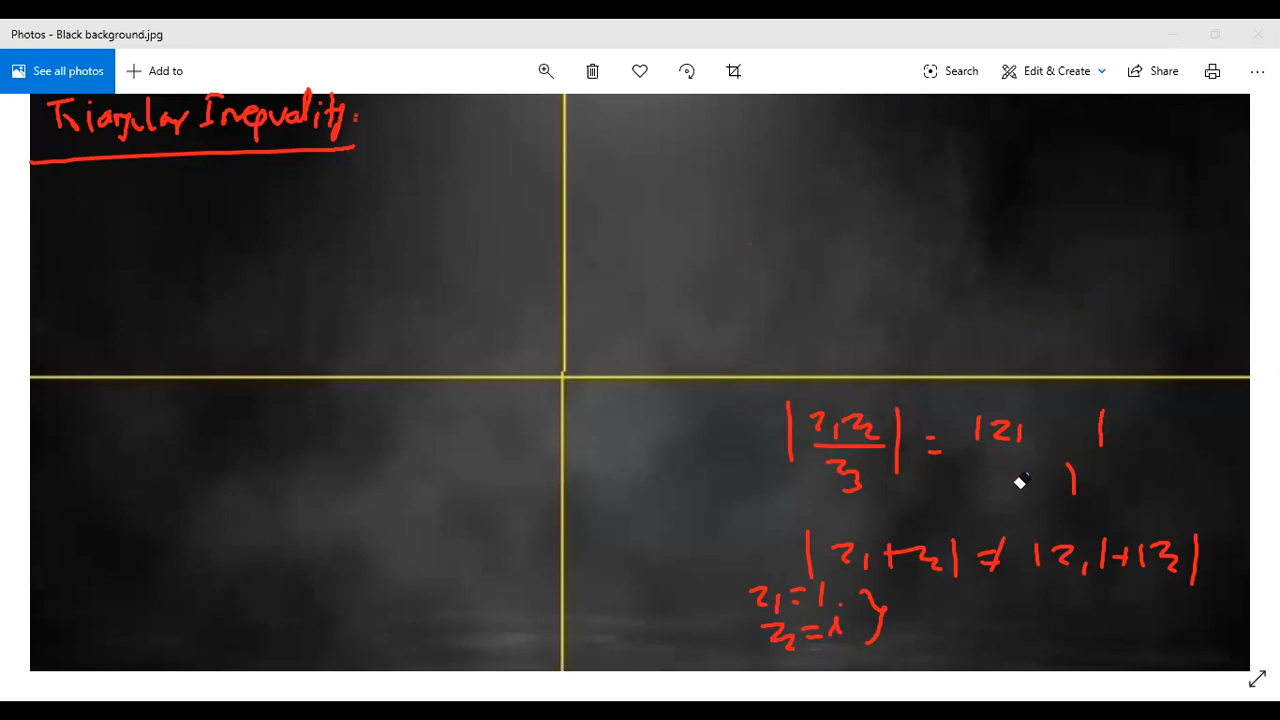 Photos - Black background.jpg
See all photos
Add to
Search
Edit & Create
Share
Triangular Inequality:
|z₁z₂/z₃| = |z₁ |
|z₁+z₂| ≠ |z₁|+|z₂|
z₁=1
z₂=i }